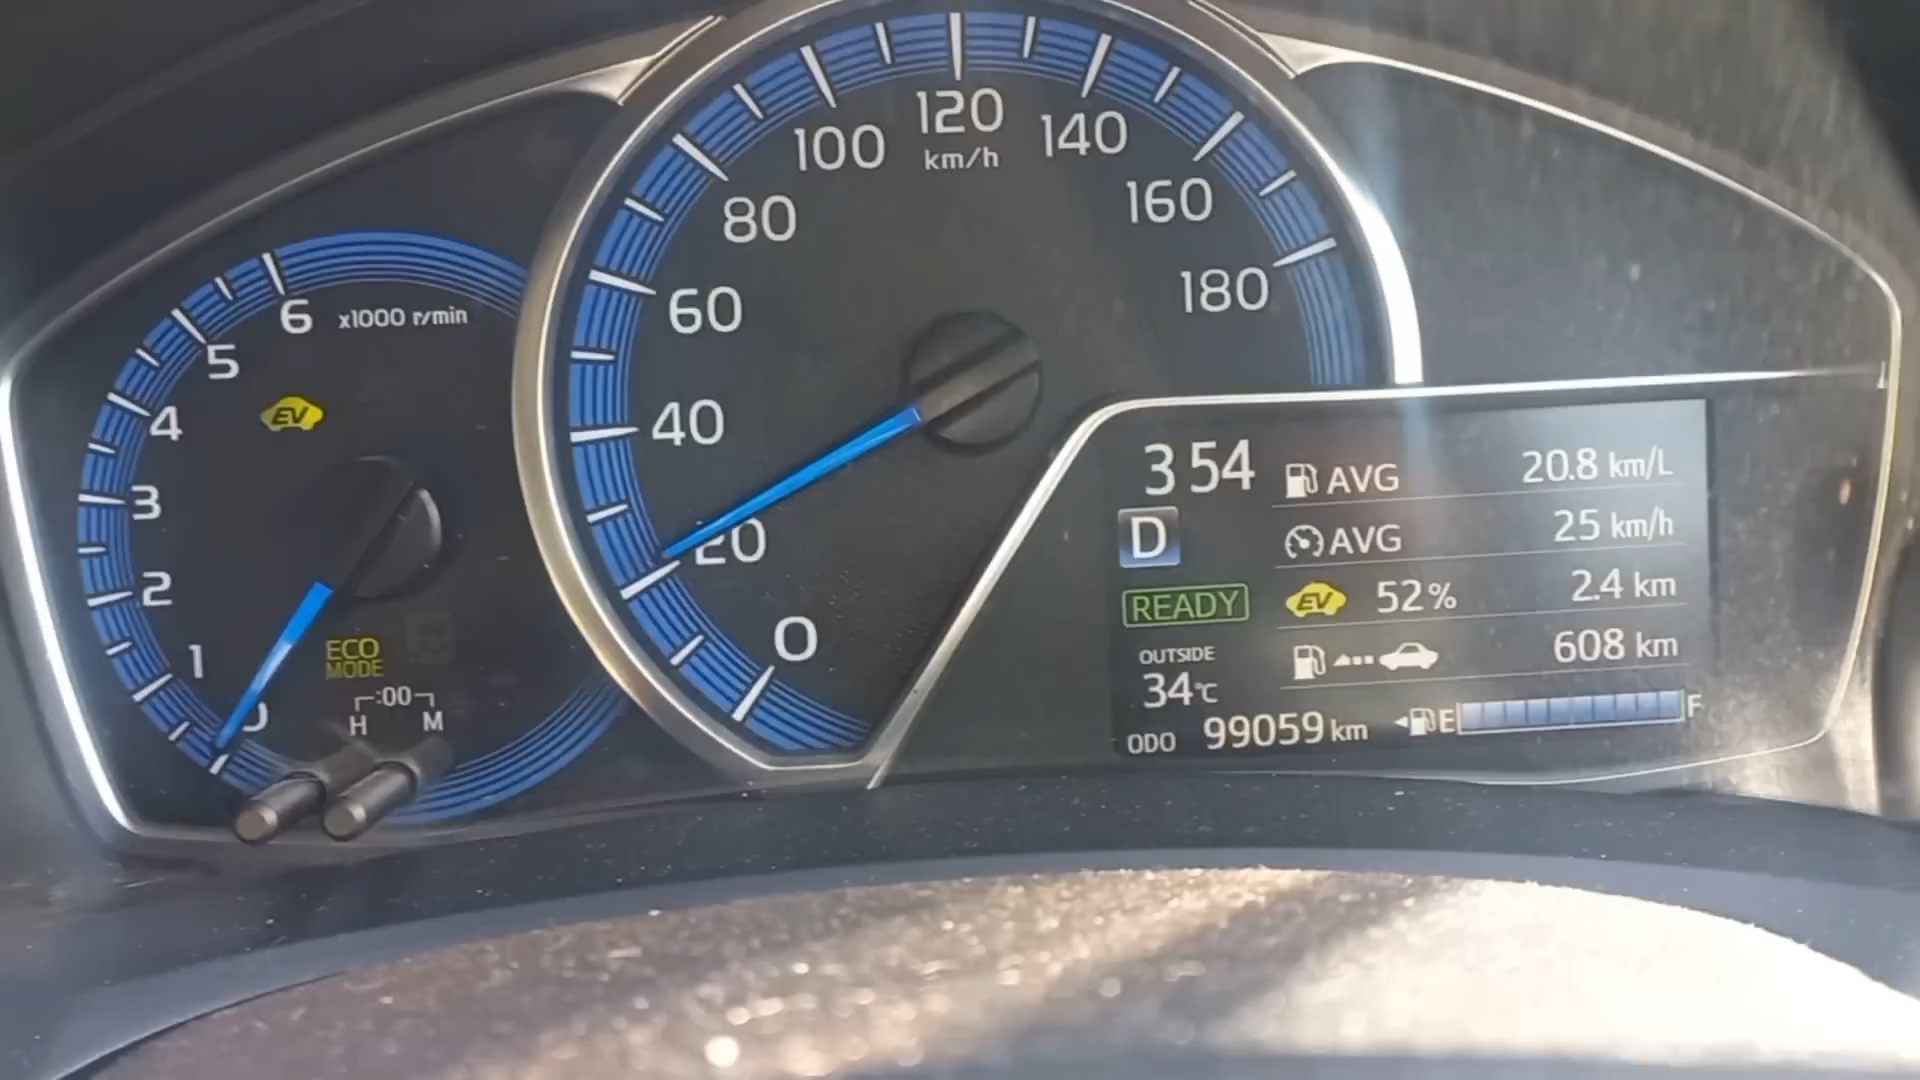 120
km/h
100
140
80
160
60
180
40
20
0
6 x1000 r/min
5
4
3
2
1
0
EV
ECO
MODE
:00
H M
3 54
AVG 20.8 km/L
D
AVG 25 km/h
READY
EV 52% 2.4 km
OUTSIDE
34°C
608 km
ODO 99059 km
E F